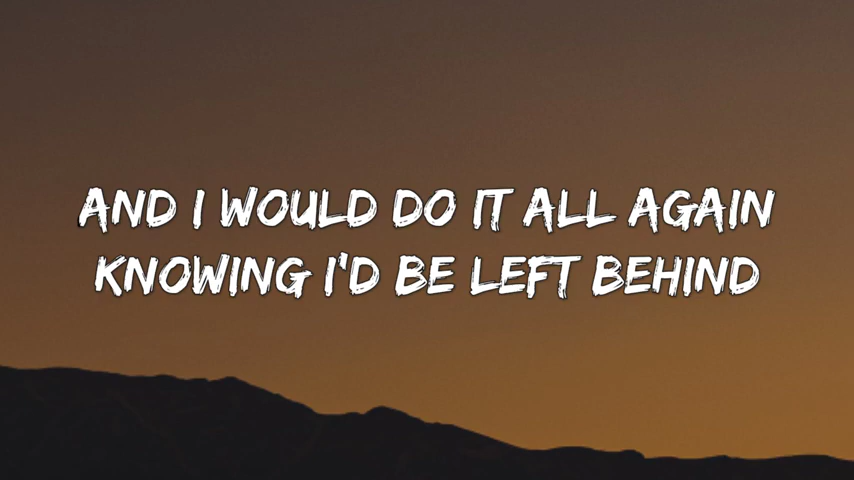 AND I WOULD DO IT ALL AGAIN
KNOWING I'D BE LEFT BEHIND